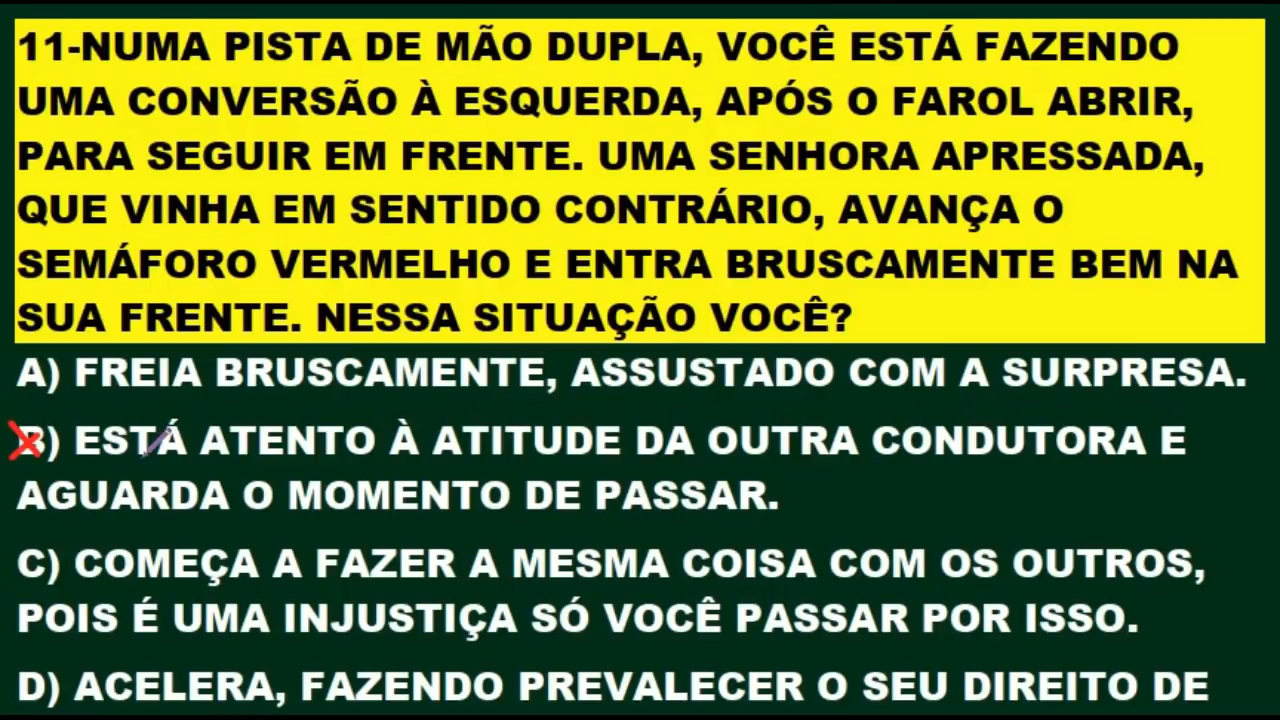 11-NUMA PISTA DE MÃO DUPLA, VOCÊ ESTÁ FAZENDO
UMA CONVERSÃO À ESQUERDA, APÓS O FAROL ABRIR,
PARA SEGUIR EM FRENTE. UMA SENHORA APRESSADA,
QUE VINHA EM SENTIDO CONTRÁRIO, AVANÇA O
SEMÁFORO VERMELHO E ENTRA BRUSCAMENTE BEM NA
SUA FRENTE. NESSA SITUAÇÃO VOCÊ?
A) FREIA BRUSCAMENTE, ASSUSTADO COM A SURPRESA.
B) ESTÁ ATENTO À ATITUDE DA OUTRA CONDUTORA E
AGUARDA O MOMENTO DE PASSAR.
C) COMEÇA A FAZER A MESMA COISA COM OS OUTROS,
POIS É UMA INJUSTIÇA SÓ VOCÊ PASSAR POR ISSO.
D) ACELERA, FAZENDO PREVALECER O SEU DIREITO DE